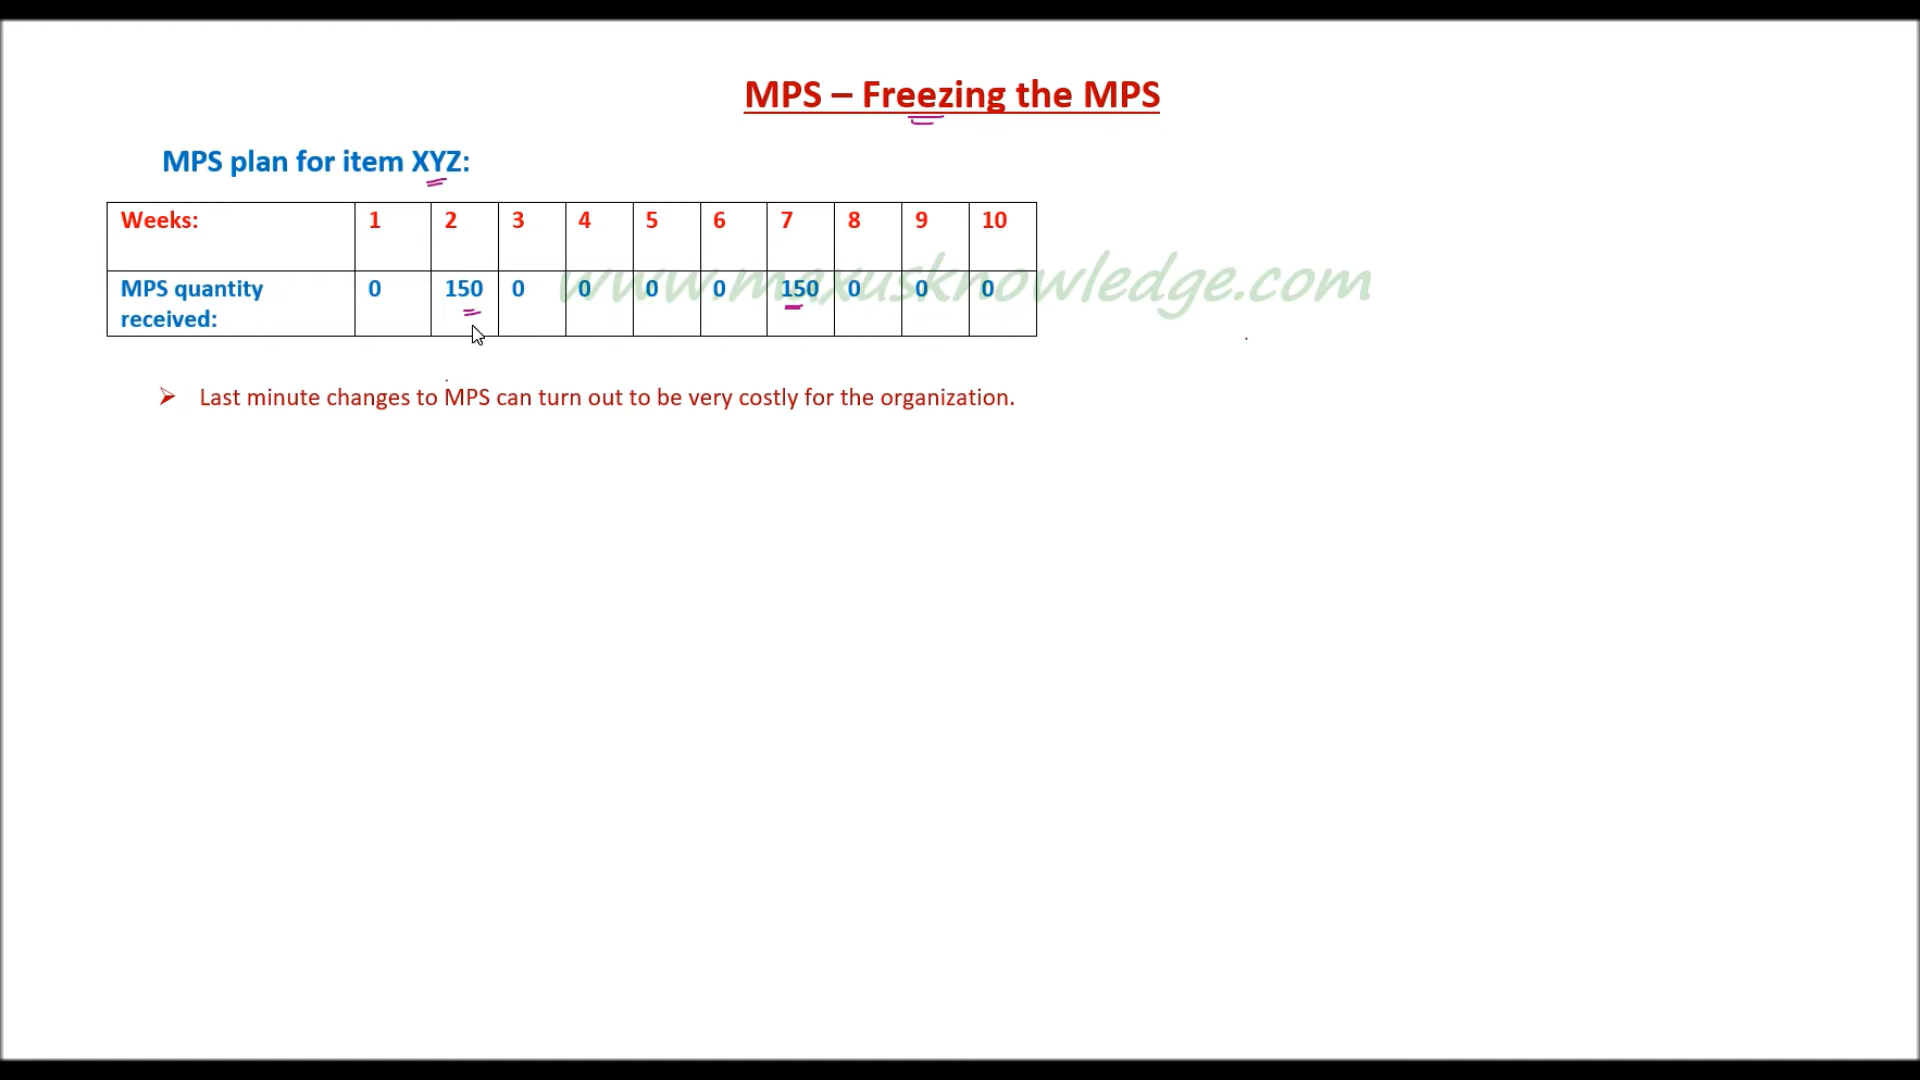 MPS – Freezing the MPS
MPS plan for item XYZ:
Weeks: 1 2 3 4 5 6 7 8 9 10
MPS quantity received: 0 150 0 0 0 0 150 0 0 0
www.mexusknowledge.com
Last minute changes to MPS can turn out to be very costly for the organization.